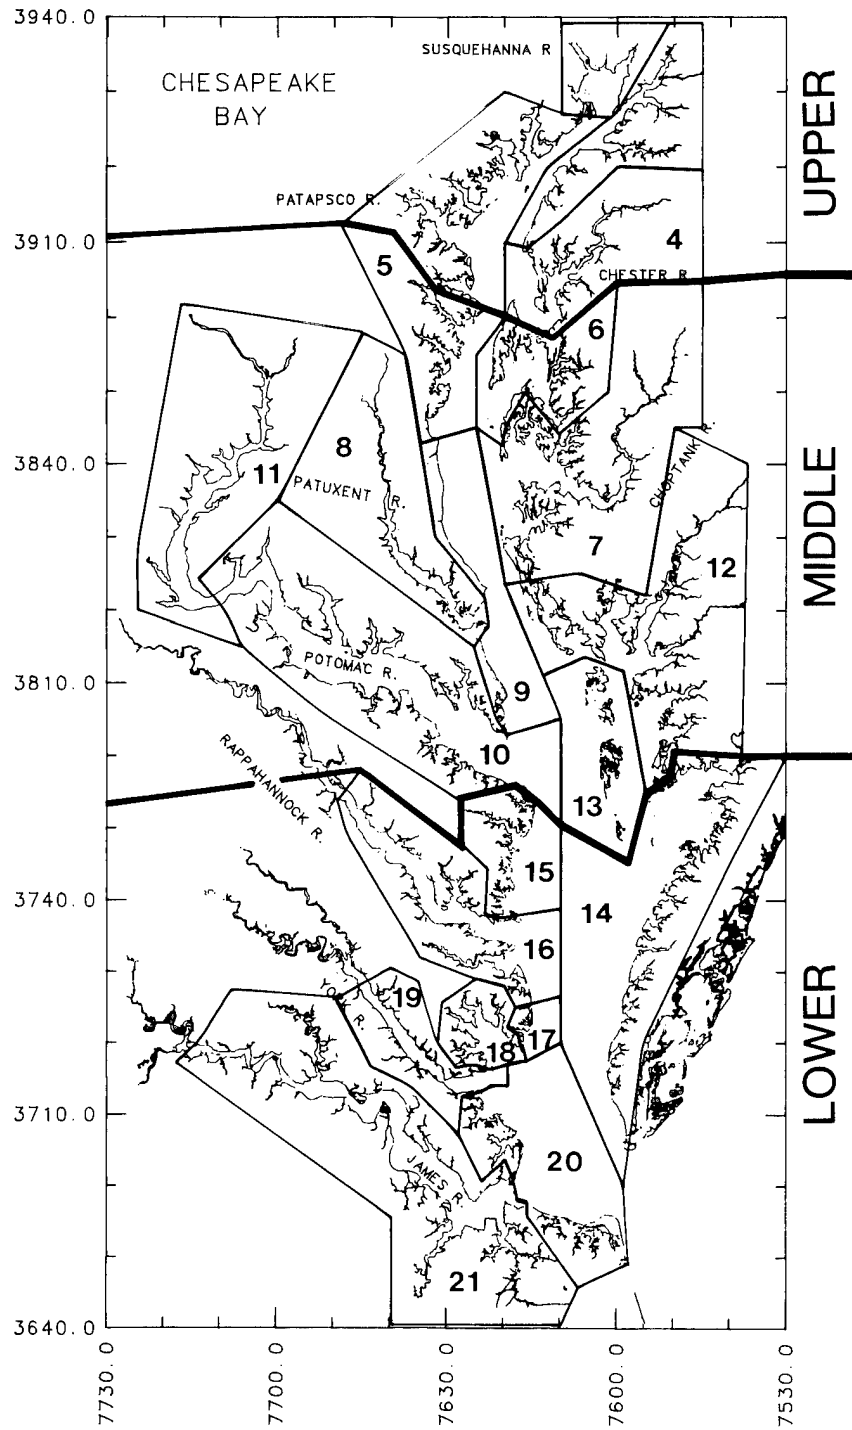 3940.0
SUSQUEHANNA R
CHESAPEAKE
BAY
UPPER
PATAPSCO R.
3910.0
4
5
CHESTER R.
6
8
3840.0
11
PATUXENT R.
CHOPTANK R.
MIDDLE
7
12
POTOMAC R.
3810.0
9
RAPPAHANNOCK R.
10
13
15
3740.0
14
16
LOWER
19
YORK R.
17
18
3710.0
20
JAMES R.
21
3640.0
7730.0
7700.0
7630.0
7600.0
7530.0